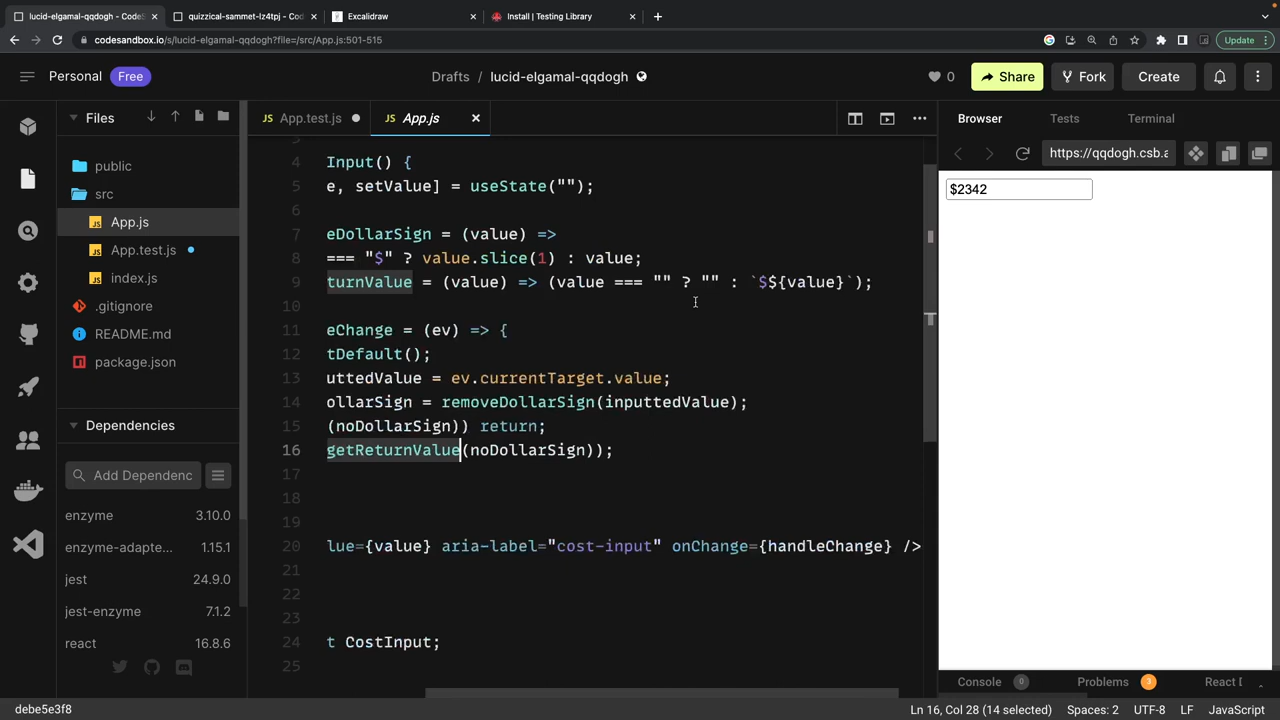 lucid-elgamal-qqdogh - CodeS
quizzical-sammet-lz4tpj - Co
Excalidraw
Install | Testing Library
codesandbox.io/s/lucid-elgamal-qqdogh?file=/src/App.js:501-515
Update
Personal
Free
Drafts / lucid-elgamal-qqdogh
0
Share
Fork
Create
Files
App.test.js
App.js
Browser
Tests
Terminal
public
src
App.js
App.test.js
index.js
.gitignore
README.md
package.json
Dependencies
Add Dependenc
enzyme 3.10.0
enzyme-adapte... 1.15.1
jest 24.9.0
jest-enzyme 7.1.2
react 16.8.6
3
4 Input() {
5 e, setValue] = useState("");
6
7 eDollarSign = (value) =>
8 === "$" ? value.slice(1) : value;
9 turnValue = (value) => (value === "" ? "" : `$${value}`);
10
11 eChange = (ev) => {
12 tDefault();
13 uttedValue = ev.currentTarget.value;
14 ollarSign = removeDollarSign(inputtedValue);
15 (noDollarSign)) return;
16 getReturnValue(noDollarSign));
17
18
19
20 lue={value} aria-label="cost-input" onChange={handleChange} />
21
22
23
24 t CostInput;
25
https://qqdogh.csb.a
$2342
Console 0
Problems 3
React I
debe5e3f8
Ln 16, Col 28 (14 selected)
Spaces: 2
UTF-8
LF
JavaScript